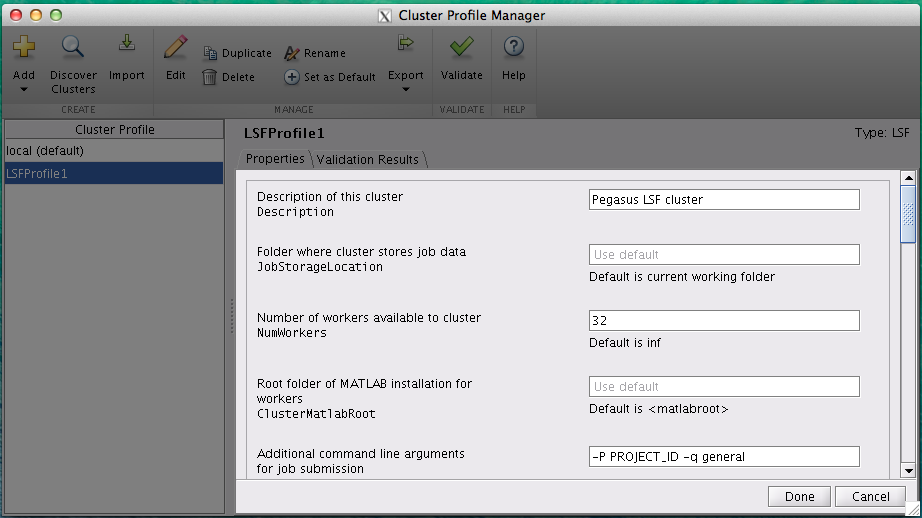 Cluster Profile Manager
Add
Discover
Clusters
Import
CREATE
Edit
Duplicate
Delete
Rename
Set as Default
Export
MANAGE
Validate
VALIDATE
Help
HELP
Cluster Profile
local (default)
LSFProfile1
LSFProfile1
Type: LSF
Properties
Validation Results
Description of this cluster
Description
Pegasus LSF cluster
Folder where cluster stores job data
JobStorageLocation
Use default
Default is current working folder
Number of workers available to cluster
NumWorkers
32
Default is inf
Root folder of MATLAB installation for
workers
ClusterMatlabRoot
Use default
Default is <matlabroot>
Additional command line arguments
for job submission
-P PROJECT_ID -q general
Done
Cancel